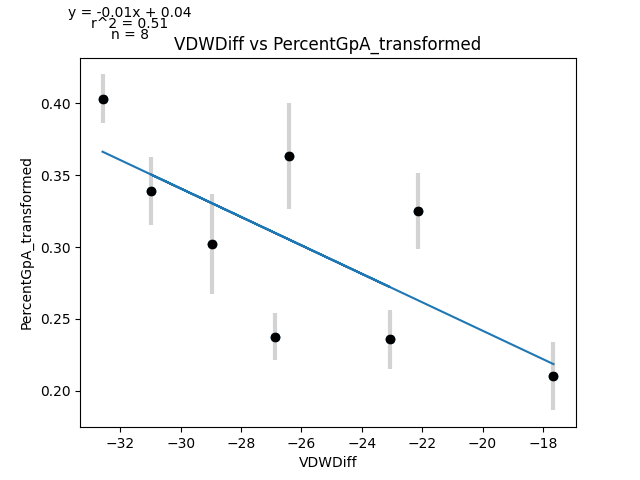 y = -0.01x + 0.04
r^2 = 0.51
n = 8
VDWDiff vs PercentGpA_transformed
PercentGpA_transformed
0.40
0.35
0.30
0.25
0.20
−32
−30
−28
−26
−24
−22
−20
−18
VDWDiff